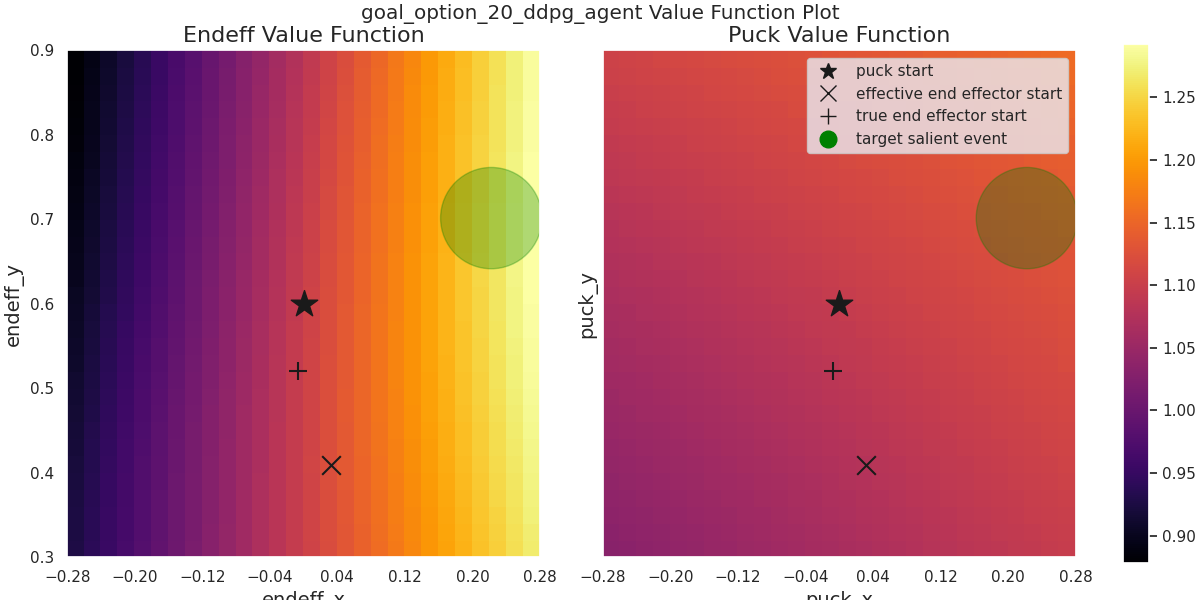 goal_option_20_ddpg_agent Value Function Plot
Endeff Value Function
Puck Value Function
0.9
0.8
0.7
0.6
0.5
0.4
0.3
endeff_y
−0.28 −0.20 −0.12 −0.04 0.04 0.12 0.20 0.28
endeff_x
puck start
effective end effector start
true end effector start
target salient event
puck_y
−0.28 −0.20 −0.12 −0.04 0.04 0.12 0.20 0.28
puck_x
1.25
1.20
1.15
1.10
1.05
1.00
0.95
0.90